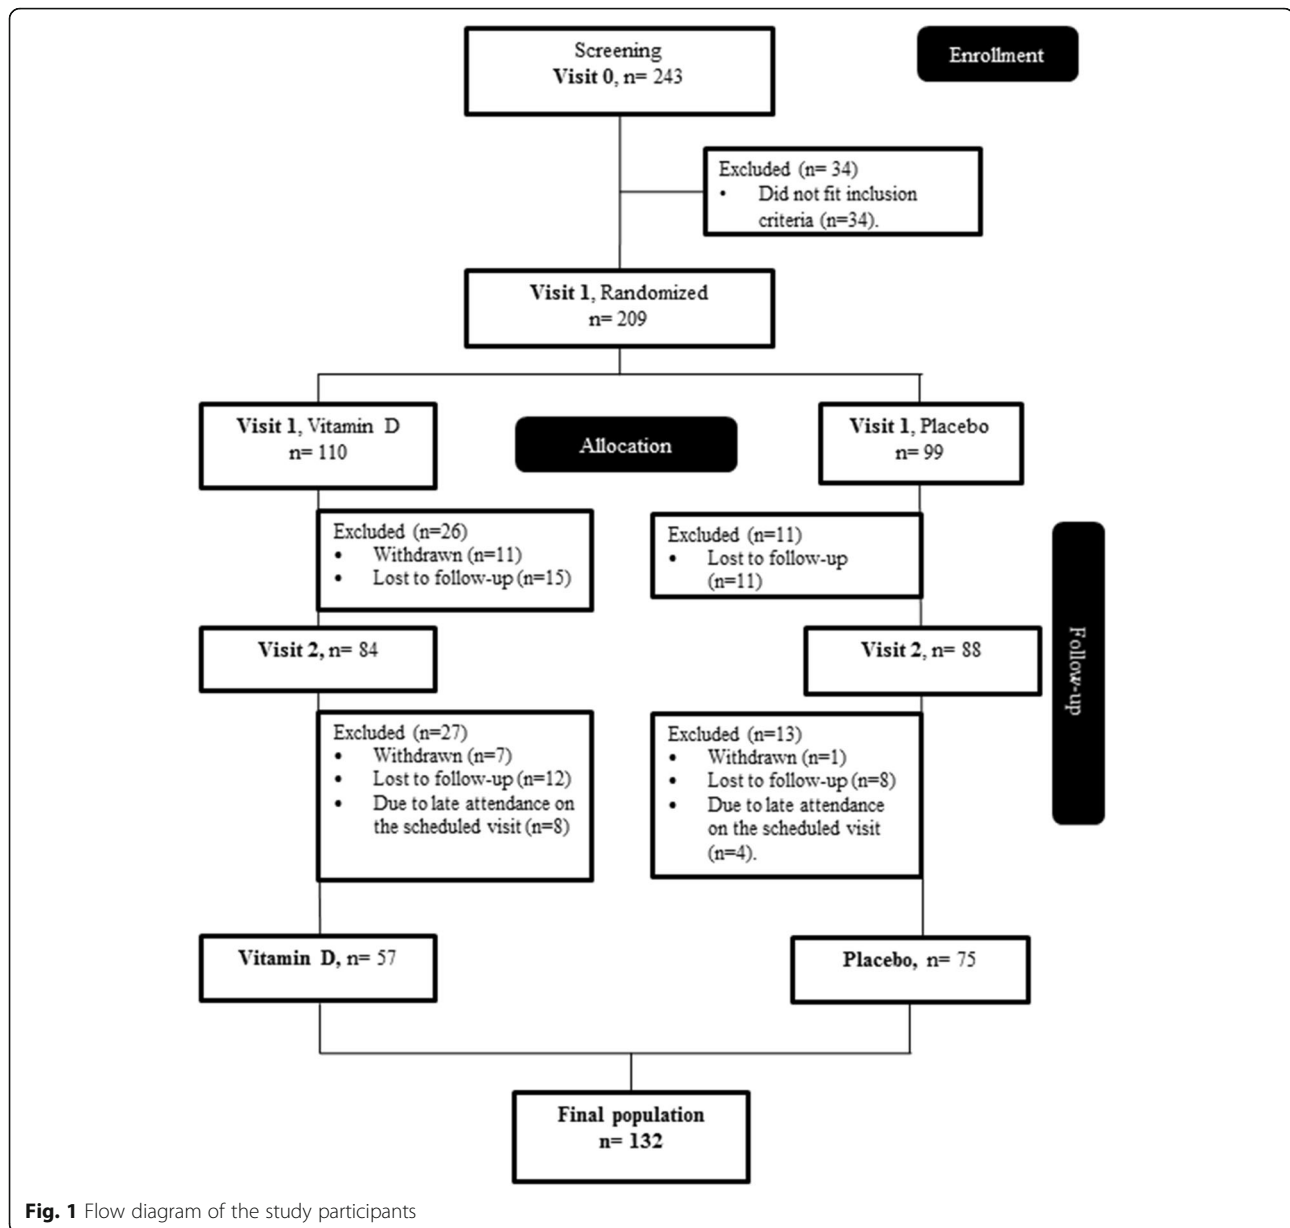 Screening
Visit 0, n= 243
Enrollment
Excluded (n= 34)
• Did not fit inclusion
criteria (n=34).
Visit 1, Randomized
n= 209
Visit 1, Vitamin D
n= 110
Allocation
Visit 1, Placebo
n= 99
Excluded (n=26)
• Withdrawn (n=11)
• Lost to follow-up (n=15)
Excluded (n=11)
• Lost to follow-up
(n=11)
Visit 2, n= 84
Visit 2, n= 88
Follow-up
Excluded (n=27)
• Withdrawn (n=7)
• Lost to follow-up (n=12)
• Due to late attendance on
the scheduled visit (n=8)
Excluded (n=13)
• Withdrawn (n=1)
• Lost to follow-up (n=8)
• Due to late attendance
on the scheduled visit
(n=4).
Vitamin D, n= 57
Placebo, n= 75
Final population
n= 132
Fig. 1 Flow diagram of the study participants